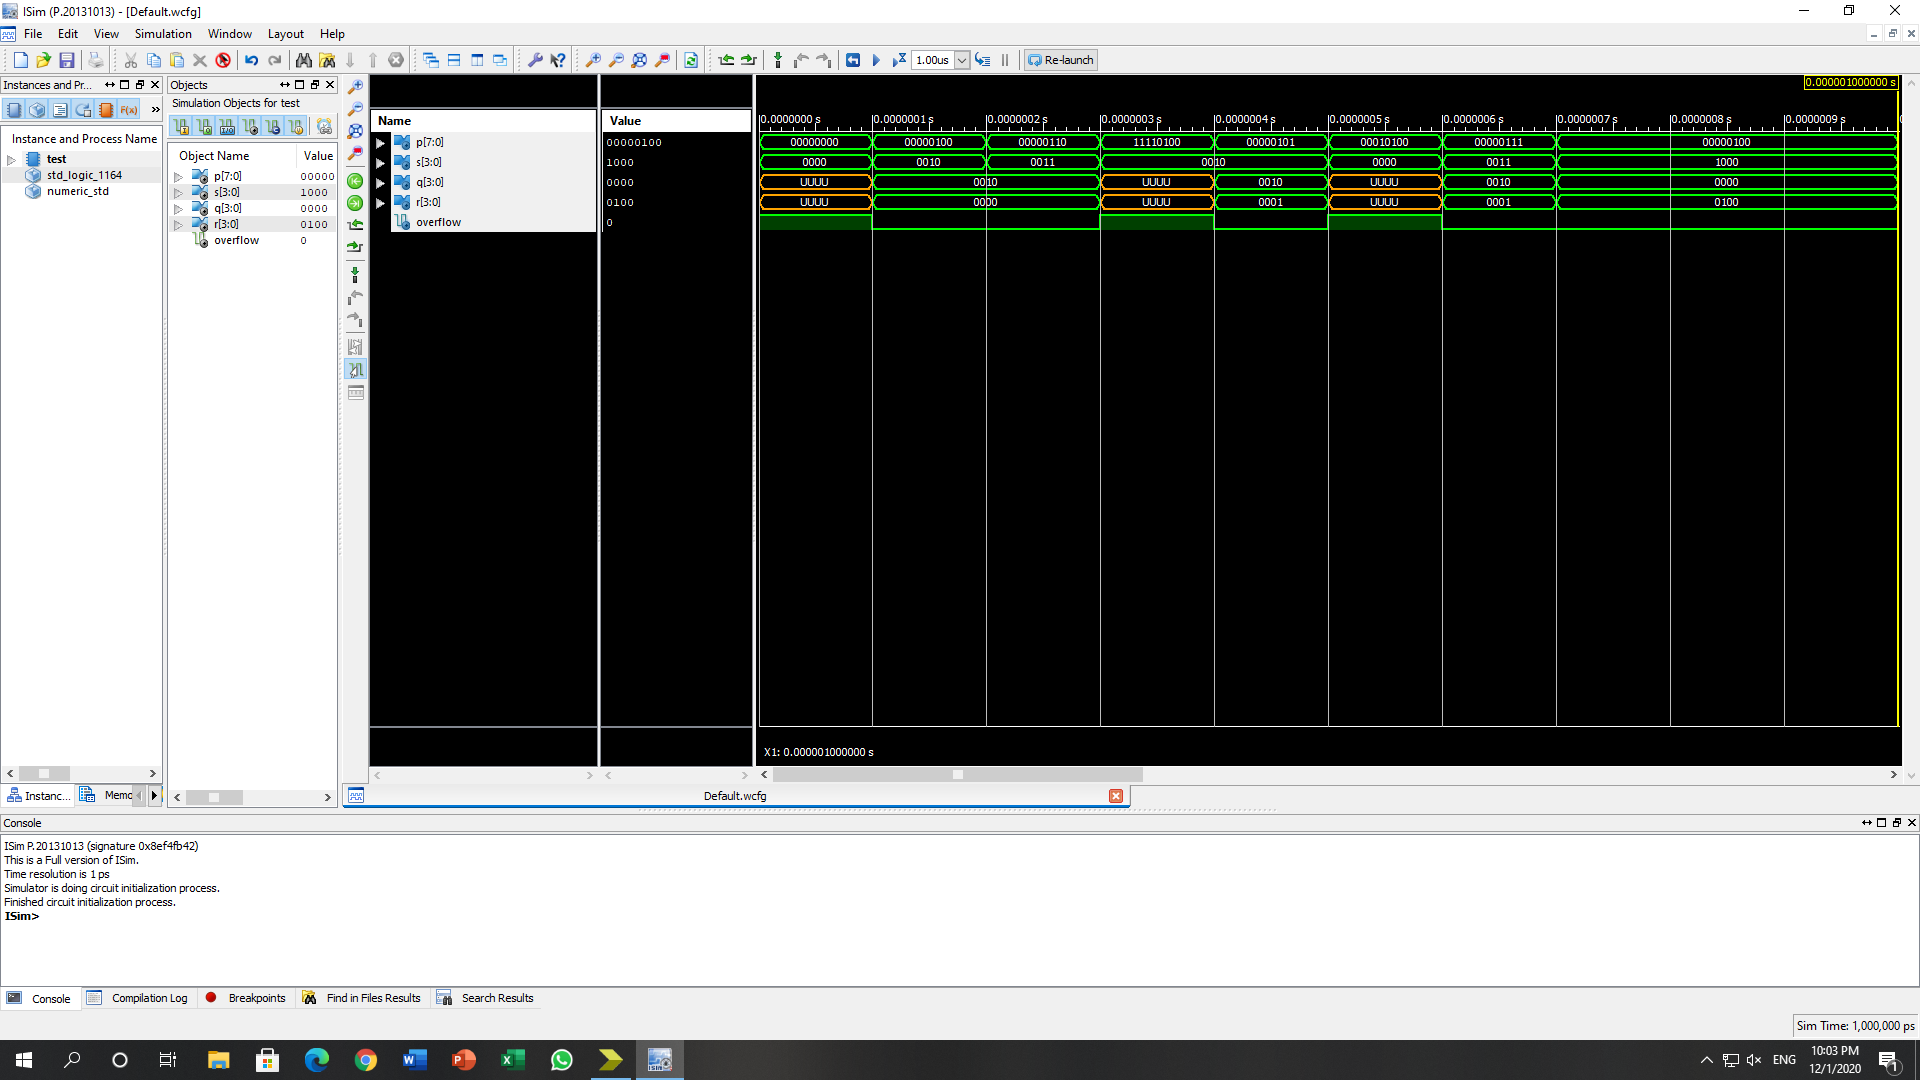 ISim (P.20131013) - [Default.wcfg]
File Edit View Simulation Window Layout Help
1.00us Re-launch
Instances and Pr...
Instance and Process Name
test
std_logic_1164
numeric_std
Instanc... Memo
Objects
Simulation Objects for test
Object Name Value
p[7:0] 00000
s[3:0] 1000
q[3:0] 0000
r[3:0] 0100
overflow 0
Name Value
p[7:0] 00000100
s[3:0] 1000
q[3:0] 0000
r[3:0] 0100
overflow 0
0.000001000000 s
0.0000000 s 0.0000001 s 0.0000002 s 0.0000003 s 0.0000004 s 0.0000005 s 0.0000006 s 0.0000007 s 0.0000008 s 0.0000009 s
00000000 00000100 00000110 11110100 00000101 00010100 00000111 00000100
0000 0010 0011 0010 0000 0011 1000
UUUU 0010 UUUU 0010 UUUU 0010 0000
UUUU 0000 UUUU 0001 UUUU 0001 0100
X1: 0.000001000000 s
Default.wcfg
Console
ISim P.20131013 (signature 0x8ef4fb42)
This is a Full version of ISim.
Time resolution is 1 ps
Simulator is doing circuit initialization process.
Finished circuit initialization process.
ISim>
Console Compilation Log Breakpoints Find in Files Results Search Results
Sim Time: 1,000,000 ps
ENG
10:03 PM
12/1/2020
1